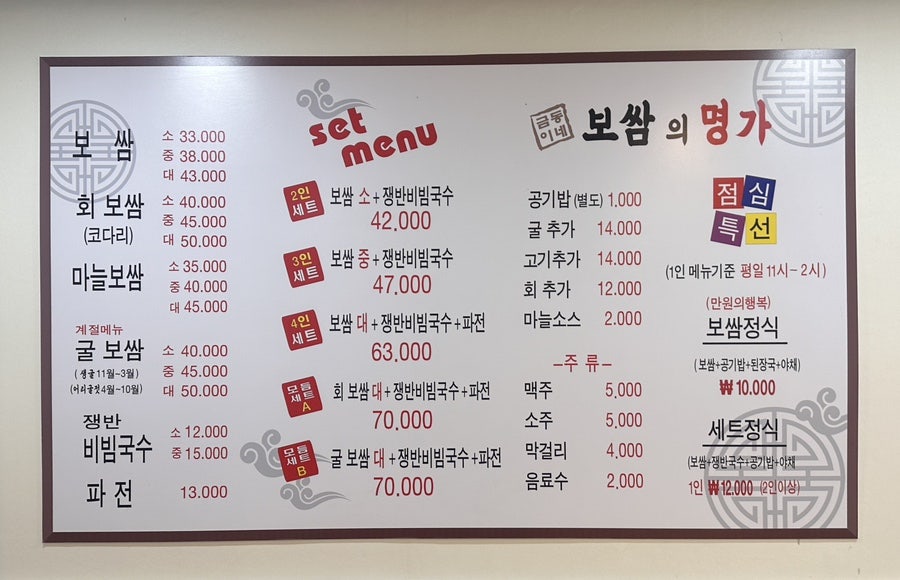 보쌈 소 33.000
중 38.000
대 43.000
회 보쌈 소 40.000
(코다리) 중 45.000
대 50.000
마늘보쌈 소 35.000
중 40.000
대 45.000
계절메뉴
굴 보쌈 소 40.000
(생굴 11월~3월) 중 45.000
(어리굴젓 4월~10월) 대 50.000
쟁반
비빔국수 소 12.000
중 15.000
파전 13.000
set
menu
2인
세트
보쌈 소 + 쟁반비빔국수
42.000
3인
세트
보쌈 중 + 쟁반비빔국수
47.000
4인
세트
보쌈 대 + 쟁반비빔국수 + 파전
63.000
모듬
세트
A
회 보쌈 대 + 쟁반비빔국수 + 파전
70.000
모듬
세트
B
굴 보쌈 대 + 쟁반비빔국수 + 파전
70.000
금동
이네
보쌈의 명가
공기밥 (별도) 1,000
굴 추가 14.000
고기추가 14.000
회 추가 12.000
마늘소스 2.000
-주 류-
맥주 5,000
소주 5,000
막걸리 4,000
음료수 2,000
점심
특선
(1인 메뉴기준 평일 11시~2시)
(만원의행복)
보쌈정식
(보쌈+공기밥+된장국+야채)
₩10.000
세트정식
(보쌈+쟁반국수+공기밥+야채
1인 ₩12.000 (2인이상)